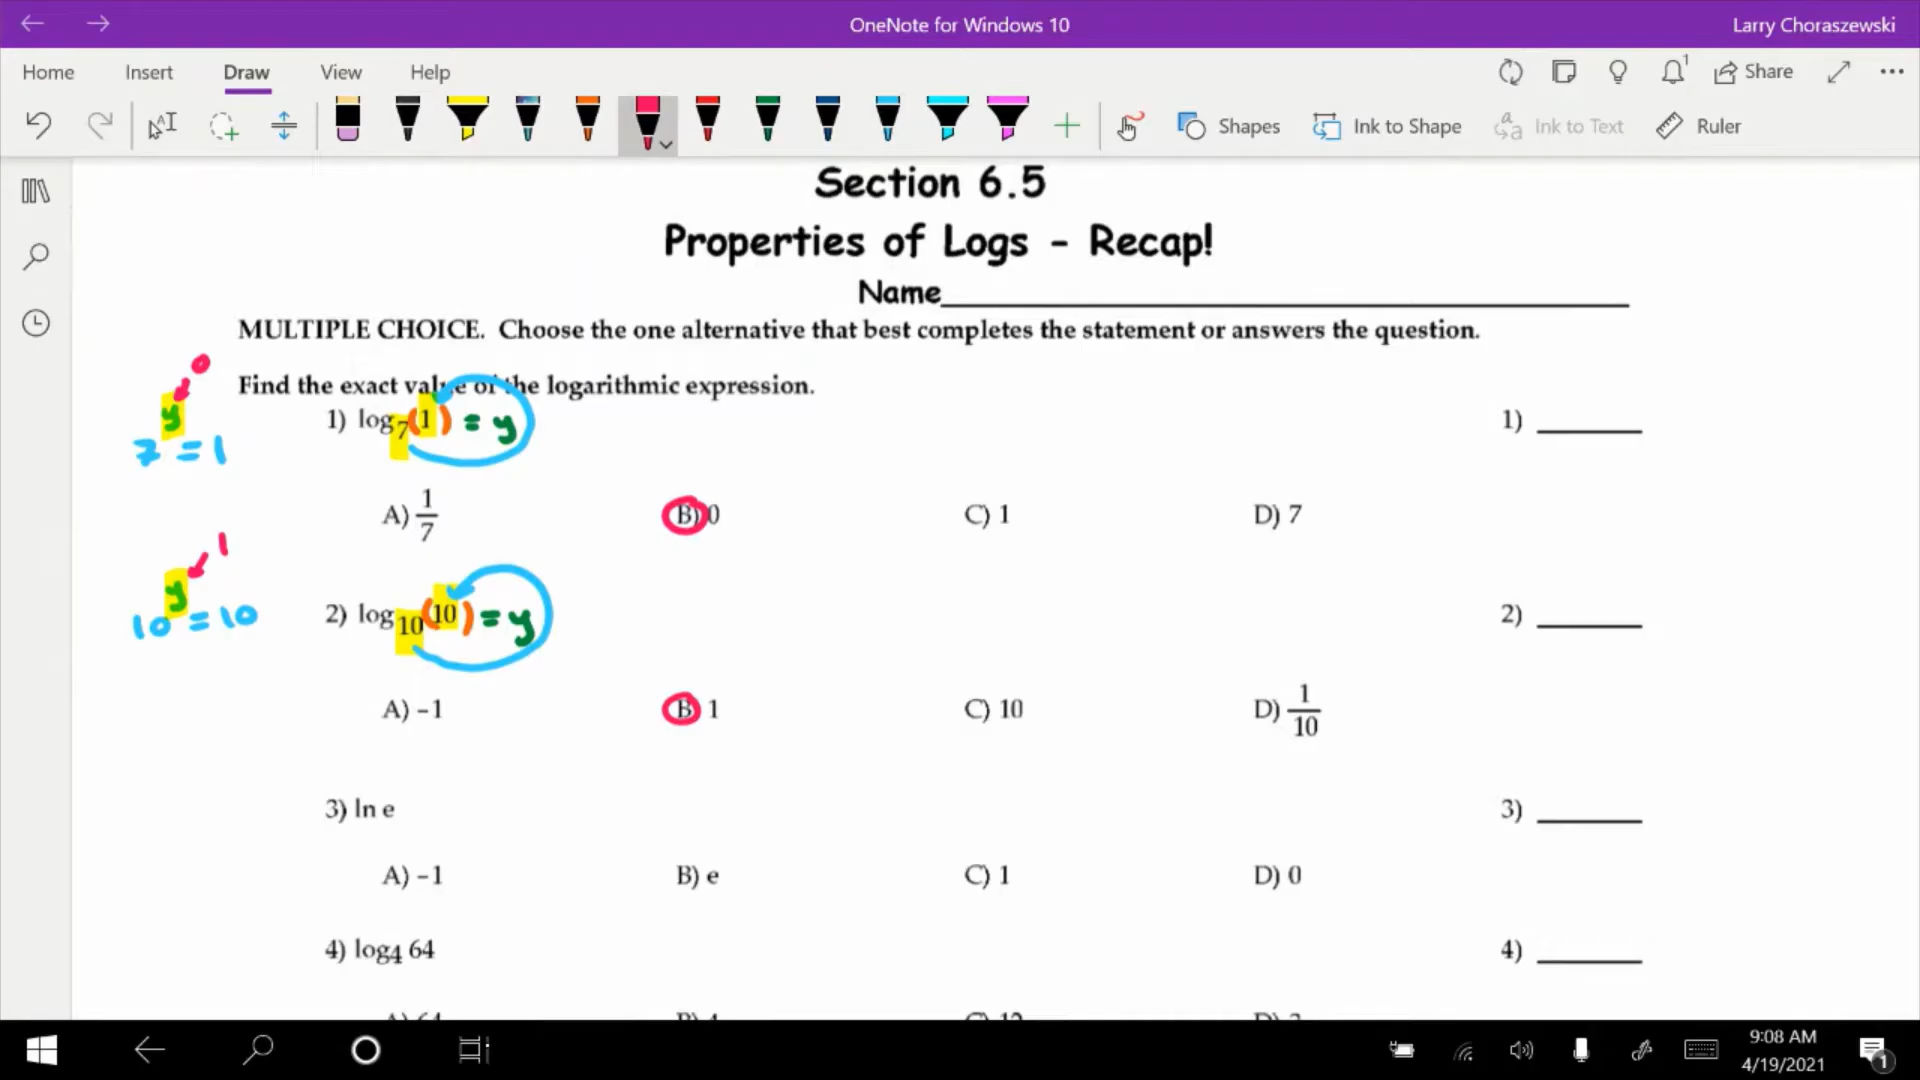 OneNote for Windows 10
Larry Choraszewski
Home Insert Draw View Help
1 Share
Shapes Ink to Shape Ink to Text Ruler
Section 6.5
Properties of Logs - Recap!
Name
MULTIPLE CHOICE. Choose the one alternative that best completes the statement or answers the question.
Find the exact value of the logarithmic expression.
0
y
7 = 1
1) log7(1) = y
1)
A) 1/7 B) 0 C) 1 D) 7
1
y
10 = 10
2) log10(10) = y
2)
A) -1 B) 1 C) 10 D) 1/10
3) ln e
3)
A) -1 B) e C) 1 D) 0
4) log4 64
4)
9:08 AM
4/19/2021
1